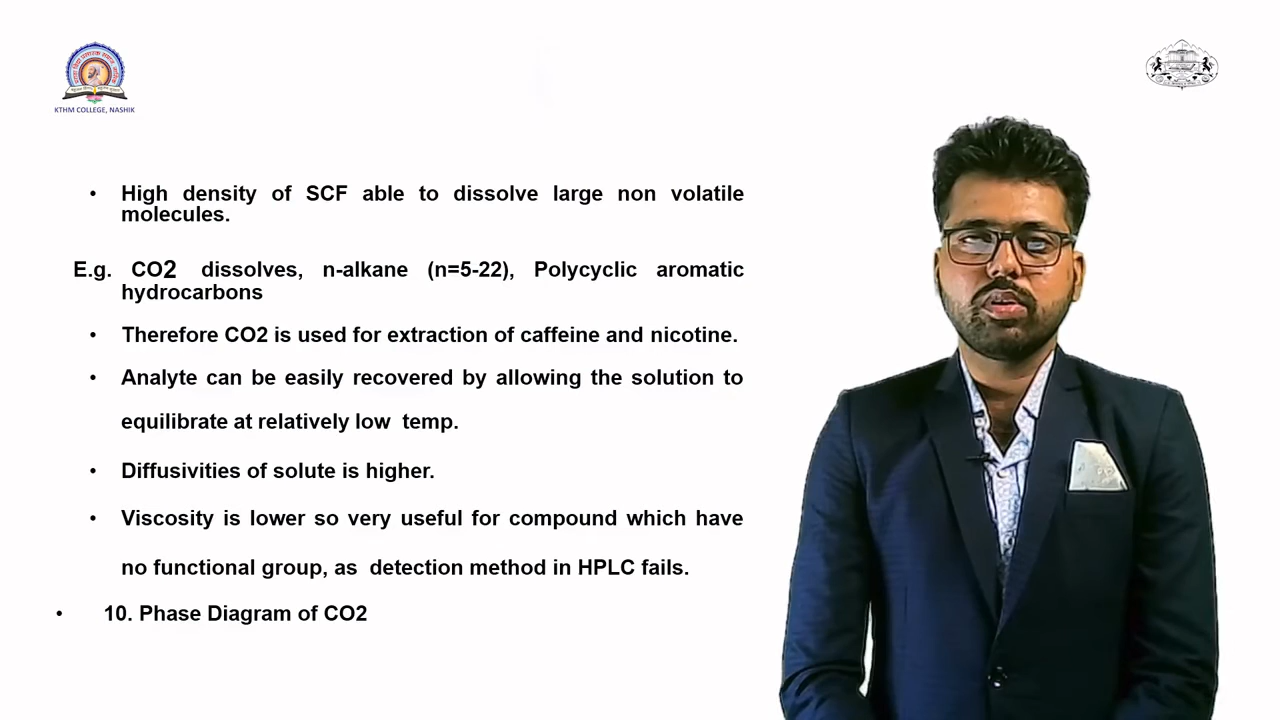 KTHM COLLEGE, NASHIK
• High density of SCF able to dissolve large non volatile
molecules.
E.g. CO2 dissolves, n-alkane (n=5-22), Polycyclic aromatic
hydrocarbons
• Therefore CO2 is used for extraction of caffeine and nicotine.
• Analyte can be easily recovered by allowing the solution to
equilibrate at relatively low temp.
• Diffusivities of solute is higher.
• Viscosity is lower so very useful for compound which have
no functional group, as detection method in HPLC fails.
• 10. Phase Diagram of CO2